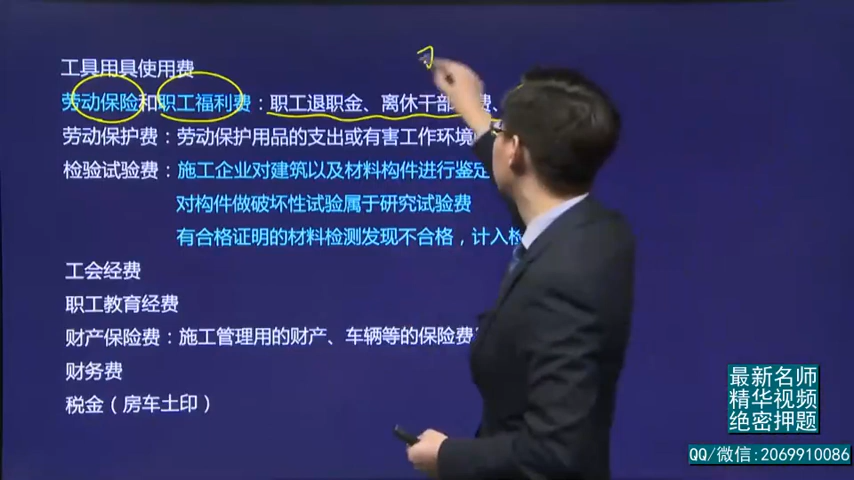 工具用具使用费
劳动保险和职工福利费：职工退职金、离休干部 费、
劳动保护费：劳动保护用品的支出或有害工作环境
检验试验费：施工企业对建筑以及材料构件进行鉴定
对构件做破坏性试验属于研究试验费
有合格证明的材料检测发现不合格，计入检
工会经费
职工教育经费
财产保险费：施工管理用的财产、车辆等的保险费
财务费
税金（房车土印）
最新名师
精华视频
绝密押题
QQ/微信:2069910086